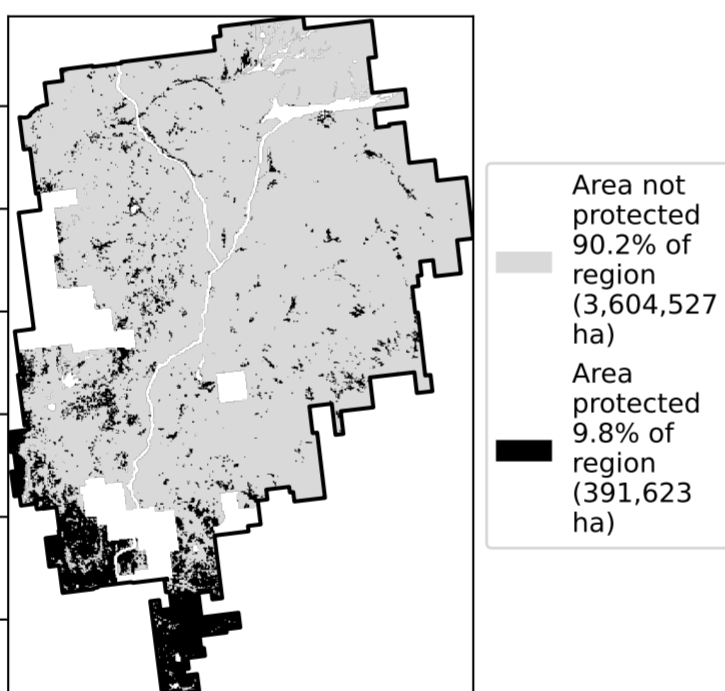 Area not
protected
90.2% of
region
(3,604,527
ha)
Area
protected
9.8% of
region
(391,623
ha)